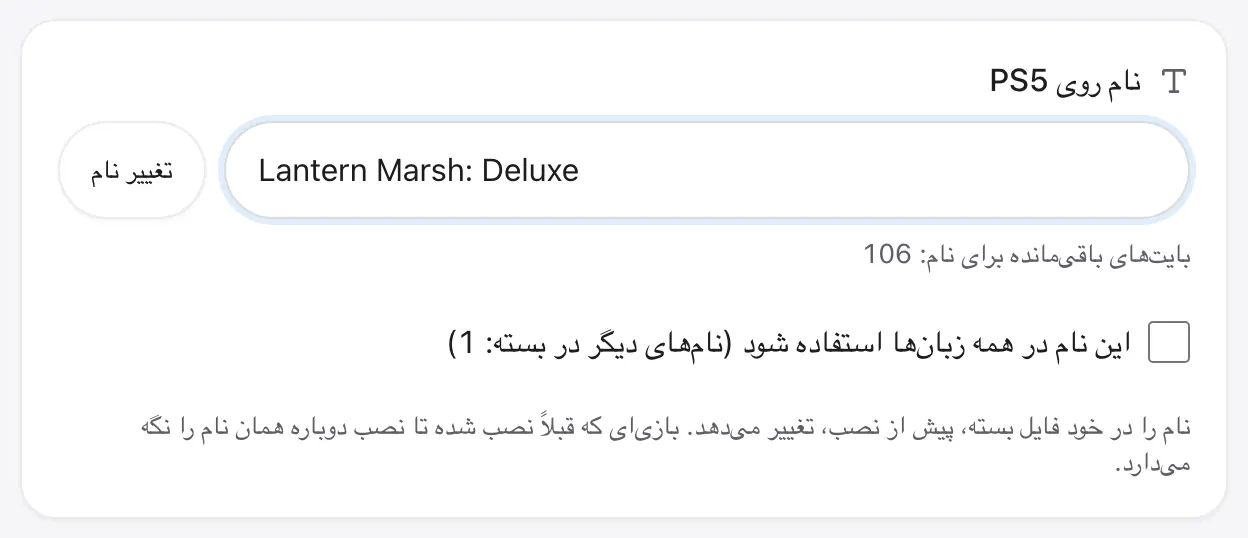 نام روی PS5
Lantern Marsh: Deluxe
تغییر نام
بایت‌های باقی‌مانده برای نام: 106
این نام در همه زبان‌ها استفاده شود (نام‌های دیگر در بسته: 1)
نام را در خود فایل بسته، پیش از نصب، تغییر می‌دهد. بازی‌ای که قبلاً نصب شده تا نصب دوباره همان نام را نگه
می‌دارد.